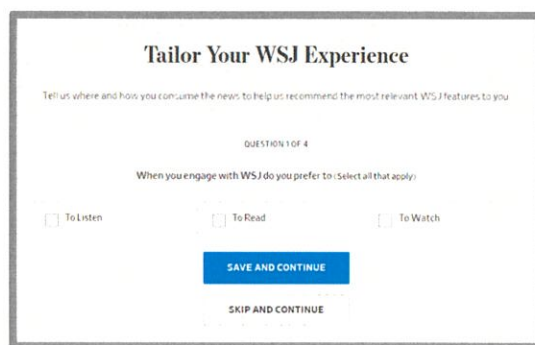 Tailor Your WSJ Experience
Tell us where and how you consume the news to help us recommend the most relevant WSJ features to you
QUESTION 1 OF 4
When you engage with WSJ do you prefer to (Select all that apply)
To Listen
To Read
To Watch
SAVE AND CONTINUE
SKIP AND CONTINUE